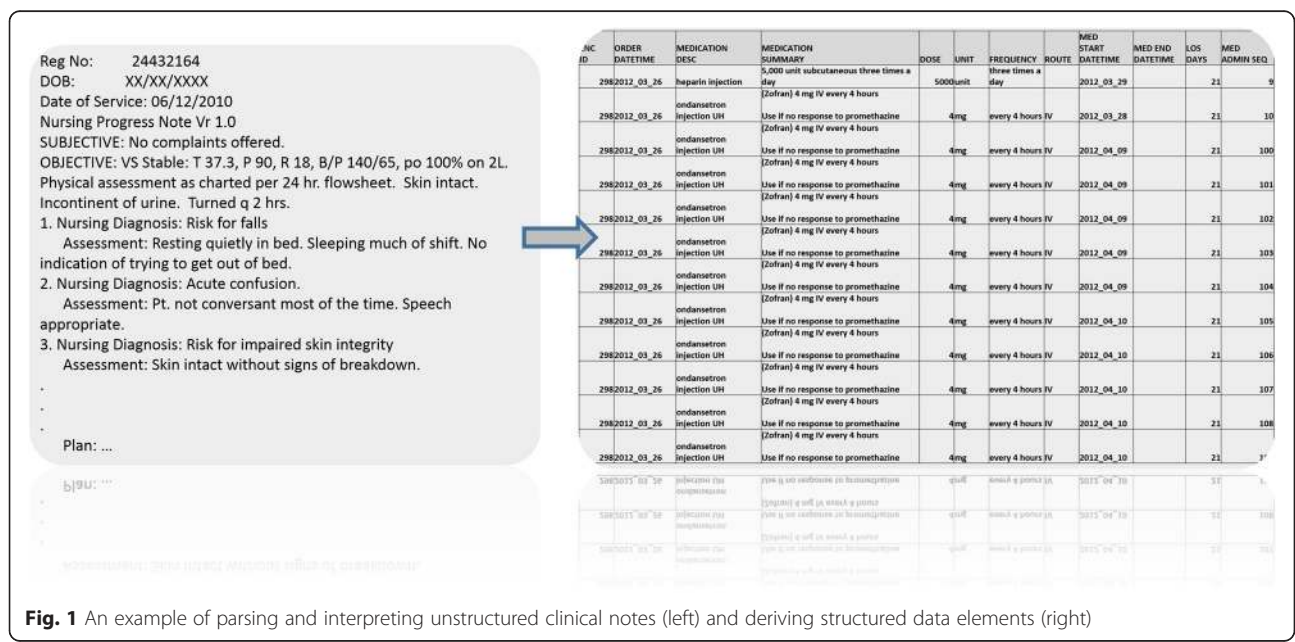 Reg No: 24432164
DOB: XX/XX/XXXX
Date of Service: 06/12/2010
Nursing Progress Note Vr 1.0
SUBJECTIVE: No complaints offered.
OBJECTIVE: VS Stable: T 37.3, P 90, R 18, B/P 140/65, po 100% on 2L.
Physical assessment as charted per 24 hr. flowsheet. Skin intact.
Incontinent of urine. Turned q 2 hrs.
1. Nursing Diagnosis: Risk for falls
Assessment: Resting quietly in bed. Sleeping much of shift. No
indication of trying to get out of bed.
2. Nursing Diagnosis: Acute confusion.
Assessment: Pt. not conversant most of the time. Speech
appropriate.
3. Nursing Diagnosis: Risk for impaired skin integrity
Assessment: Skin intact without signs of breakdown.
.
.
.
Plan: ...
MED
ORDER MEDICATION MEDICATION START MED END LOS MED
ID DATETIME DESC SUMMARY DOSE UNIT FREQUENCY ROUTE DATETIME DATETIME DAYS ADMIN SEQ
5,000 unit subcutaneous three times a three times a
298 2012_03_26 heparin injection day 5000 unit day 2012_03_29 21 9
(Zofran) 4 mg IV every 4 hours
ondansetron
298 2012_03_26 injection UH Use if no response to promethazine 4 mg every 4 hours IV 2012_03_28 21 10
(Zofran) 4 mg IV every 4 hours
ondansetron
298 2012_03_26 injection UH Use if no response to promethazine 4 mg every 4 hours IV 2012_04_09 21 100
(Zofran) 4 mg IV every 4 hours
ondansetron
298 2012_03_26 injection UH Use if no response to promethazine 4 mg every 4 hours IV 2012_04_09 21 101
(Zofran) 4 mg IV every 4 hours
ondansetron
298 2012_03_26 injection UH Use if no response to promethazine 4 mg every 4 hours IV 2012_04_09 21 102
(Zofran) 4 mg IV every 4 hours
ondansetron
298 2012_03_26 injection UH Use if no response to promethazine 4 mg every 4 hours IV 2012_04_09 21 103
(Zofran) 4 mg IV every 4 hours
ondansetron
298 2012_03_26 injection UH Use if no response to promethazine 4 mg every 4 hours IV 2012_04_09 21 104
(Zofran) 4 mg IV every 4 hours
ondansetron
298 2012_03_26 injection UH Use if no response to promethazine 4 mg every 4 hours IV 2012_04_10 21 105
(Zofran) 4 mg IV every 4 hours
ondansetron
298 2012_03_26 injection UH Use if no response to promethazine 4 mg every 4 hours IV 2012_04_10 21 106
(Zofran) 4 mg IV every 4 hours
ondansetron
298 2012_03_26 injection UH Use if no response to promethazine 4 mg every 4 hours IV 2012_04_10 21 107
(Zofran) 4 mg IV every 4 hours
ondansetron
298 2012_03_26 injection UH Use if no response to promethazine 4 mg every 4 hours IV 2012_04_10 21 108
(Zofran) 4 mg IV every 4 hours
ondansetron
298 2012_03_26 injection UH Use if no response to promethazine 4 mg every 4 hours IV 2012_04_10 21
Fig. 1 An example of parsing and interpreting unstructured clinical notes (left) and deriving structured data elements (right)